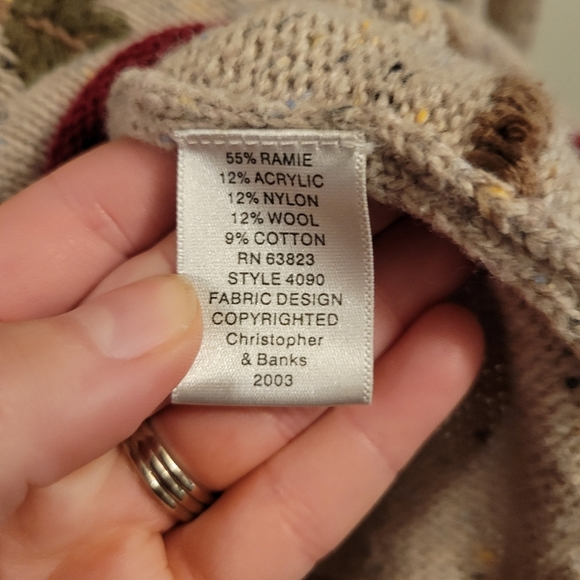 55% RAMIE
12% ACRYLIC
12% NYLON
12% WOOL
9% COTTON
RN 63823
STYLE 4090
FABRIC DESIGN
COPYRIGHTED
Christopher
& Banks
2003